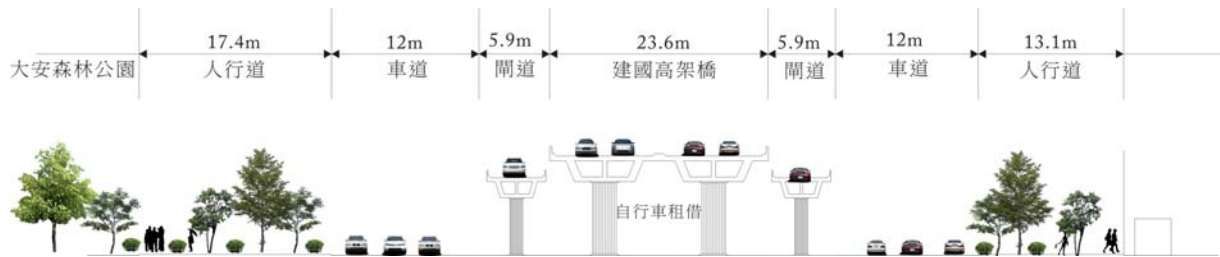 17.4m 12m 5.9m 23.6m 5.9m 12m 13.1m
大安森林公園 人行道 車道 閘道 建國高架橋 閘道 車道 人行道
自行車租借